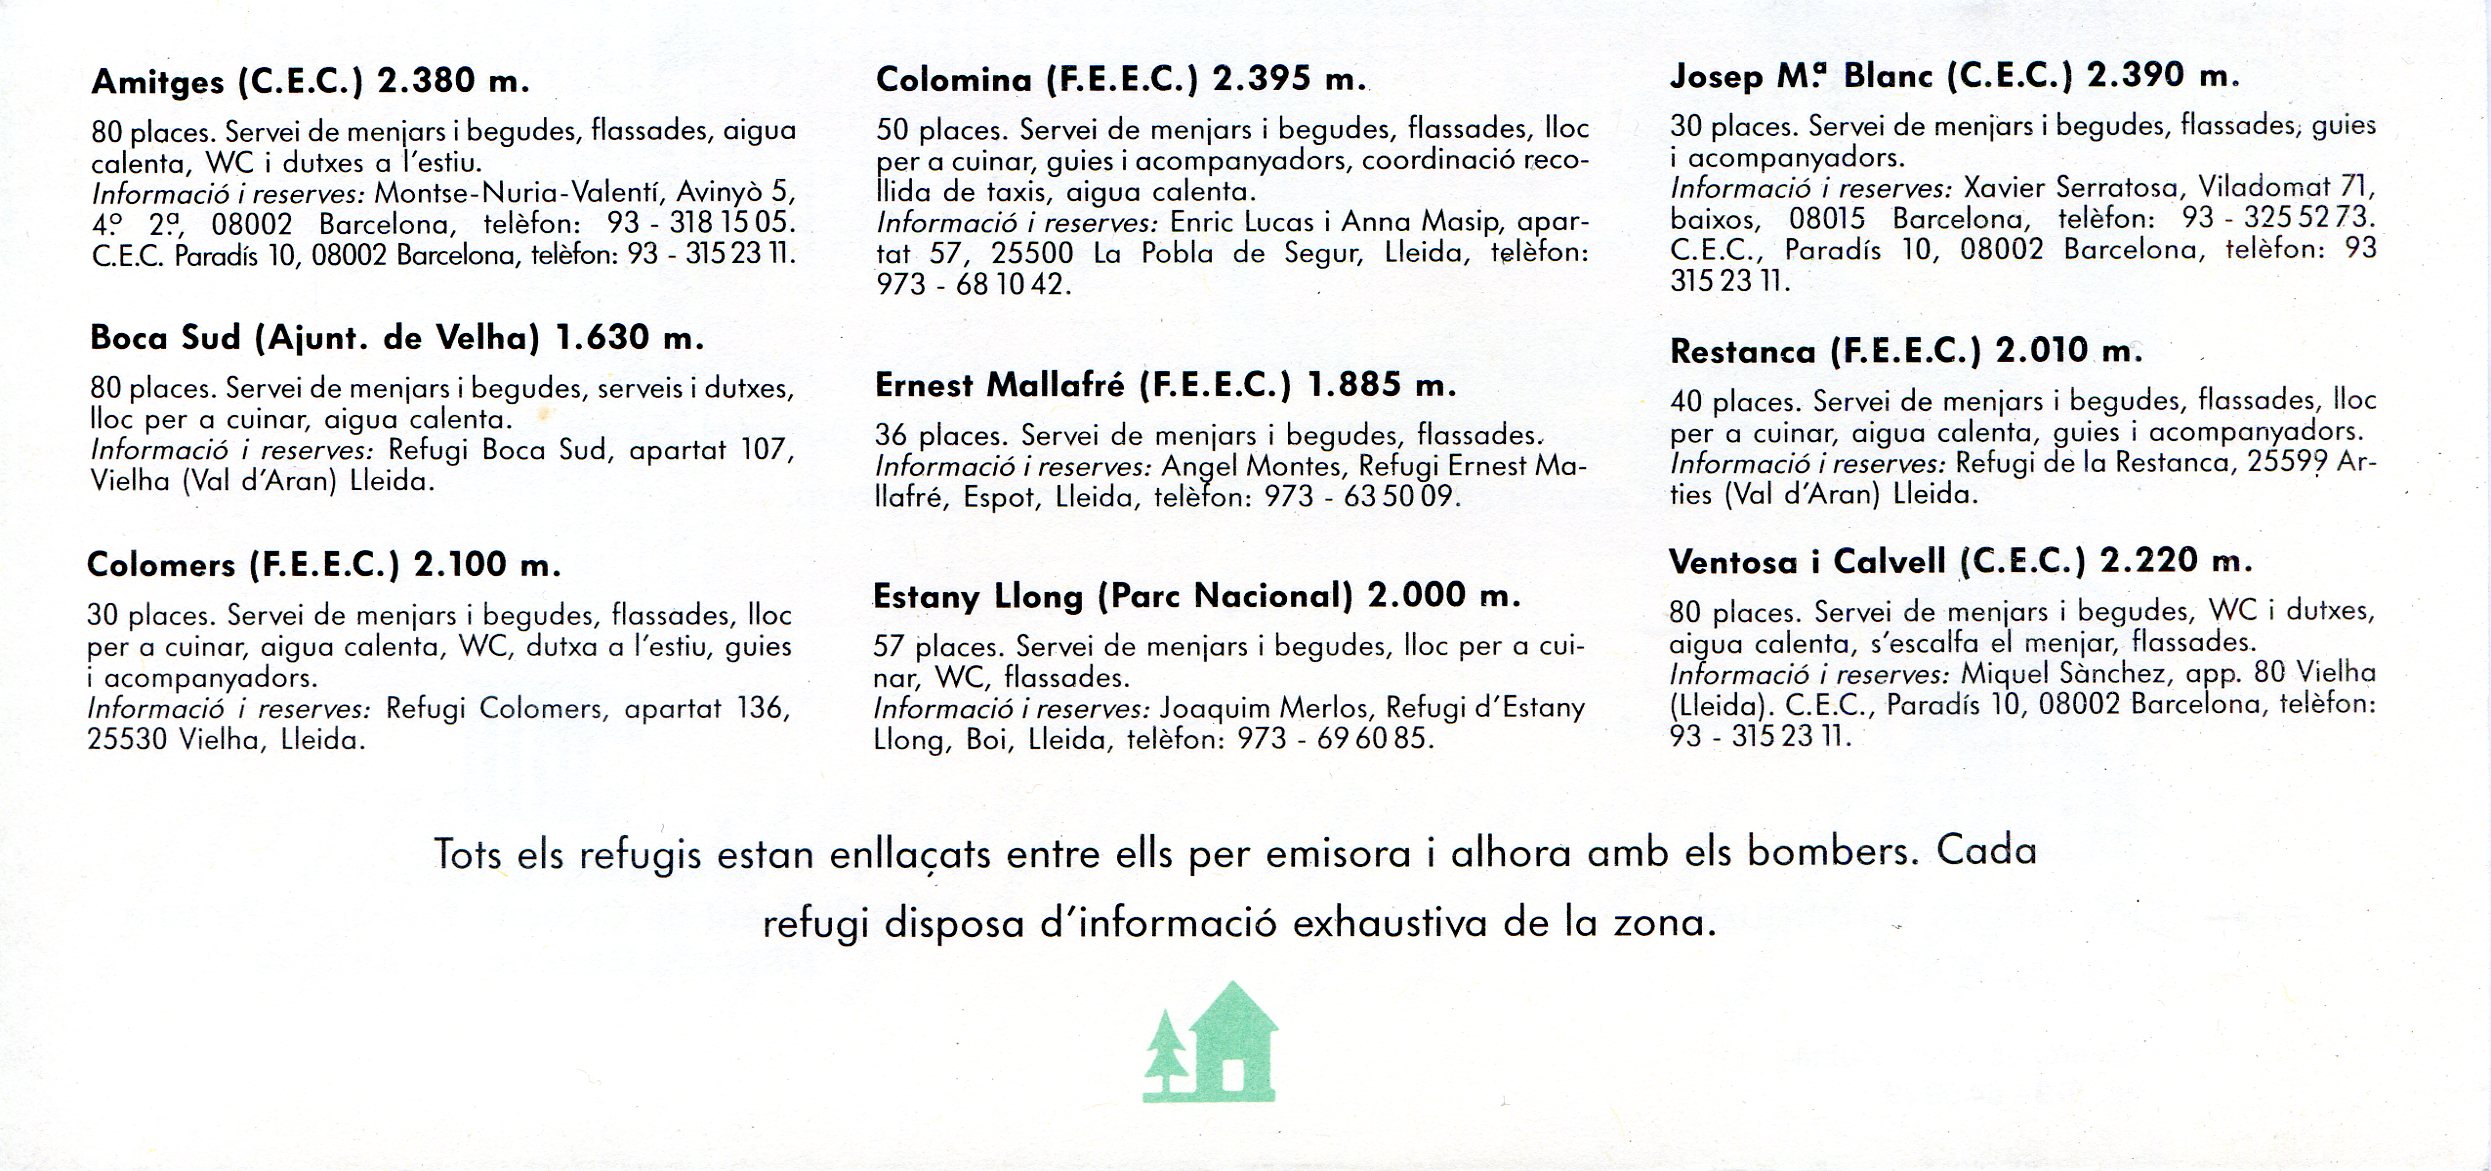 Amitges (C.E.C.) 2.380 m.
80 places. Servei de menjars i begudes, flassades, aigua
calenta, WC i dutxes a l'estiu.
Informació i reserves: Montse-Nuria-Valentí, Avinyò 5,
4.º 2.ª, 08002 Barcelona, telèfon: 93 - 318 15 05.
C.E.C. Paradís 10, 08002 Barcelona, telèfon: 93 - 315 23 11.
Boca Sud (Ajunt. de Velha) 1.630 m.
80 places. Servei de menjars i begudes, serveis i dutxes,
lloc per a cuinar, aigua calenta.
Informació i reserves: Refugi Boca Sud, apartat 107,
Vielha (Val d'Aran) Lleida.
Colomers (F.E.E.C.) 2.100 m.
30 places. Servei de menjars i begudes, flassades, lloc
per a cuinar, aigua calenta, WC, dutxa a l'estiu, guies
i acompanyadors.
Informació i reserves: Refugi Colomers, apartat 136,
25530 Vielha, Lleida.
Colomina (F.E.E.C.) 2.395 m.
50 places. Servei de menjars i begudes, flassades, lloc
per a cuinar, guies i acompanyadors, coordinació reco-
llida de taxis, aigua calenta.
Informació i reserves: Enric Lucas i Anna Masip, apar-
tat 57, 25500 La Pobla de Segur, Lleida, telèfon:
973 - 68 10 42.
Ernest Mallafré (F.E.E.C.) 1.885 m.
36 places. Servei de menjars i begudes, flassades.
Informació i reserves: Angel Montes, Refugi Ernest Ma-
llafré, Espot, Lleida, telèfon: 973 - 63 50 09.
Estany Llong (Parc Nacional) 2.000 m.
57 places. Servei de menjars i begudes, lloc per a cui-
nar, WC, flassades.
Informació i reserves: Joaquim Merlos, Refugi d'Estany
Llong, Boi, Lleida, telèfon: 973 - 69 60 85.
Josep M.ª Blanc (C.E.C.) 2.390 m.
30 places. Servei de menjars i begudes, flassades, guies
i acompanyadors.
Informació i reserves: Xavier Serratosa, Viladomat 71,
baixos, 08015 Barcelona, telèfon: 93 - 325 52 73.
C.E.C., Paradís 10, 08002 Barcelona, telèfon: 93
315 23 11.
Restanca (F.E.E.C.) 2.010 m.
40 places. Servei de menjars i begudes, flassades, lloc
per a cuinar, aigua calenta, guies i acompanyadors.
Informació i reserves: Refugi de la Restanca, 25599 Ar-
ties (Val d'Aran) Lleida.
Ventosa i Calvell (C.E.C.) 2.220 m.
80 places. Servei de menjars i begudes, WC i dutxes,
aigua calenta, s'escalfa el menjar, flassades.
Informació i reserves: Miquel Sànchez, app. 80 Vielha
(Lleida). C.E.C., Paradís 10, 08002 Barcelona, telèfon:
93 - 315 23 11.
Tots els refugis estan enllaçats entre ells per emisora i alhora amb els bombers. Cada
refugi disposa d'informació exhaustiva de la zona.